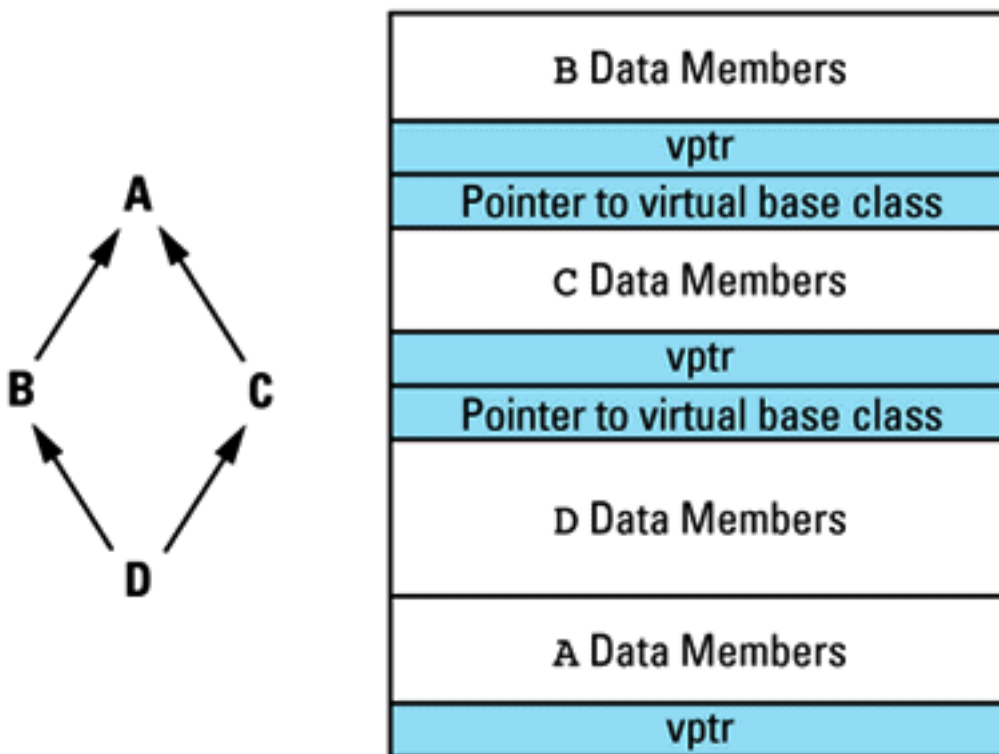 A
B
C
D
B Data Members
vptr
Pointer to virtual base class
C Data Members
vptr
Pointer to virtual base class
D Data Members
A Data Members
vptr